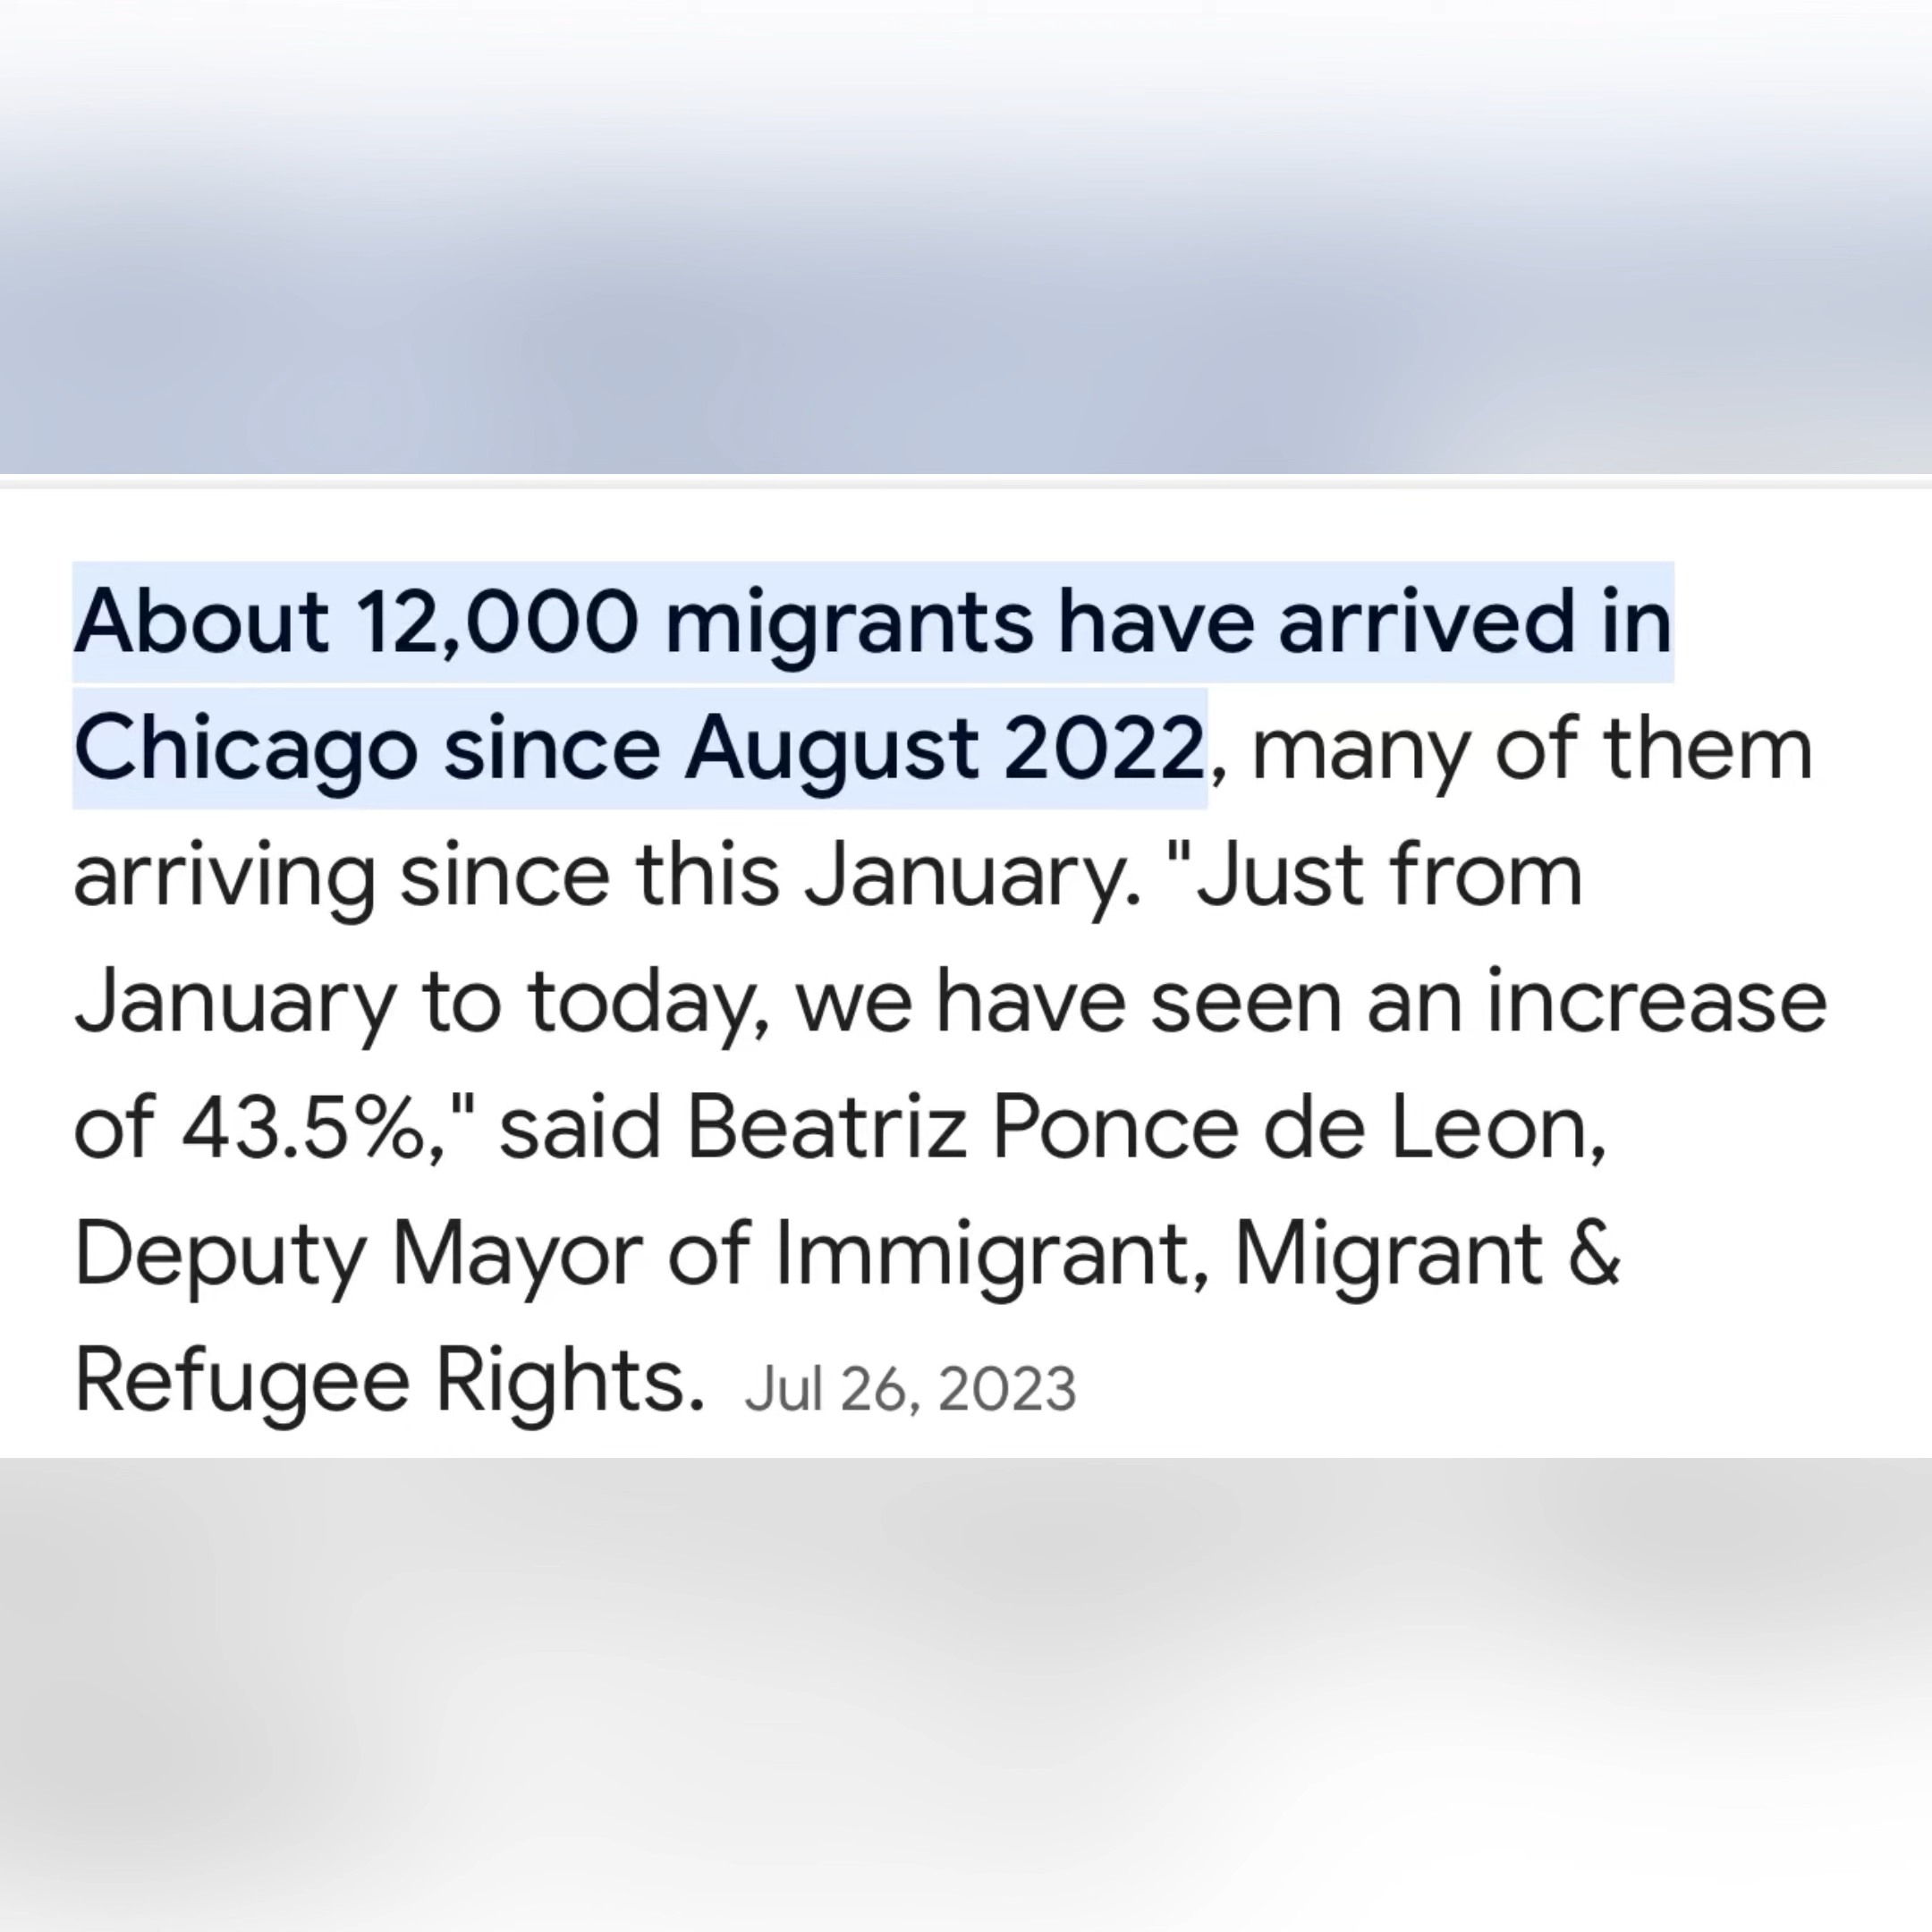 About 12,000 migrants have arrived in
Chicago since August 2022, many of them
arriving since this January. "Just from
January to today, we have seen an increase
of 43.5%," said Beatriz Ponce de Leon,
Deputy Mayor of Immigrant, Migrant &
Refugee Rights. Jul 26, 2023